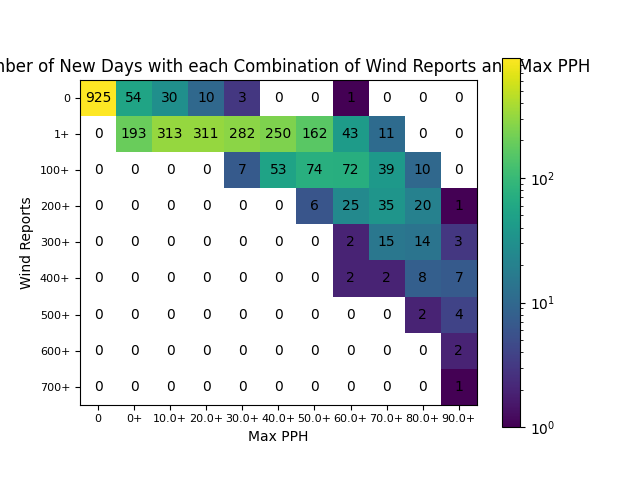 ber of New Days with each Combination of Wind Reports an Max PPH
0 925 54 30 10 3 0 0 1 0 0 0
1+ 0 193 313 311 282 250 162 43 11 0 0
100+ 0 0 0 0 7 53 74 72 39 10 0
200+ 0 0 0 0 0 0 6 25 35 20 1
300+ 0 0 0 0 0 0 0 2 15 14 3
400+ 0 0 0 0 0 0 0 2 2 8 7
500+ 0 0 0 0 0 0 0 0 0 2 4
600+ 0 0 0 0 0 0 0 0 0 0 2
700+ 0 0 0 0 0 0 0 0 0 0 1
0 0+ 10.0+ 20.0+ 30.0+ 40.0+ 50.0+ 60.0+ 70.0+ 80.0+ 90.0+
Max PPH
Wind Reports
10²
10¹
10⁰